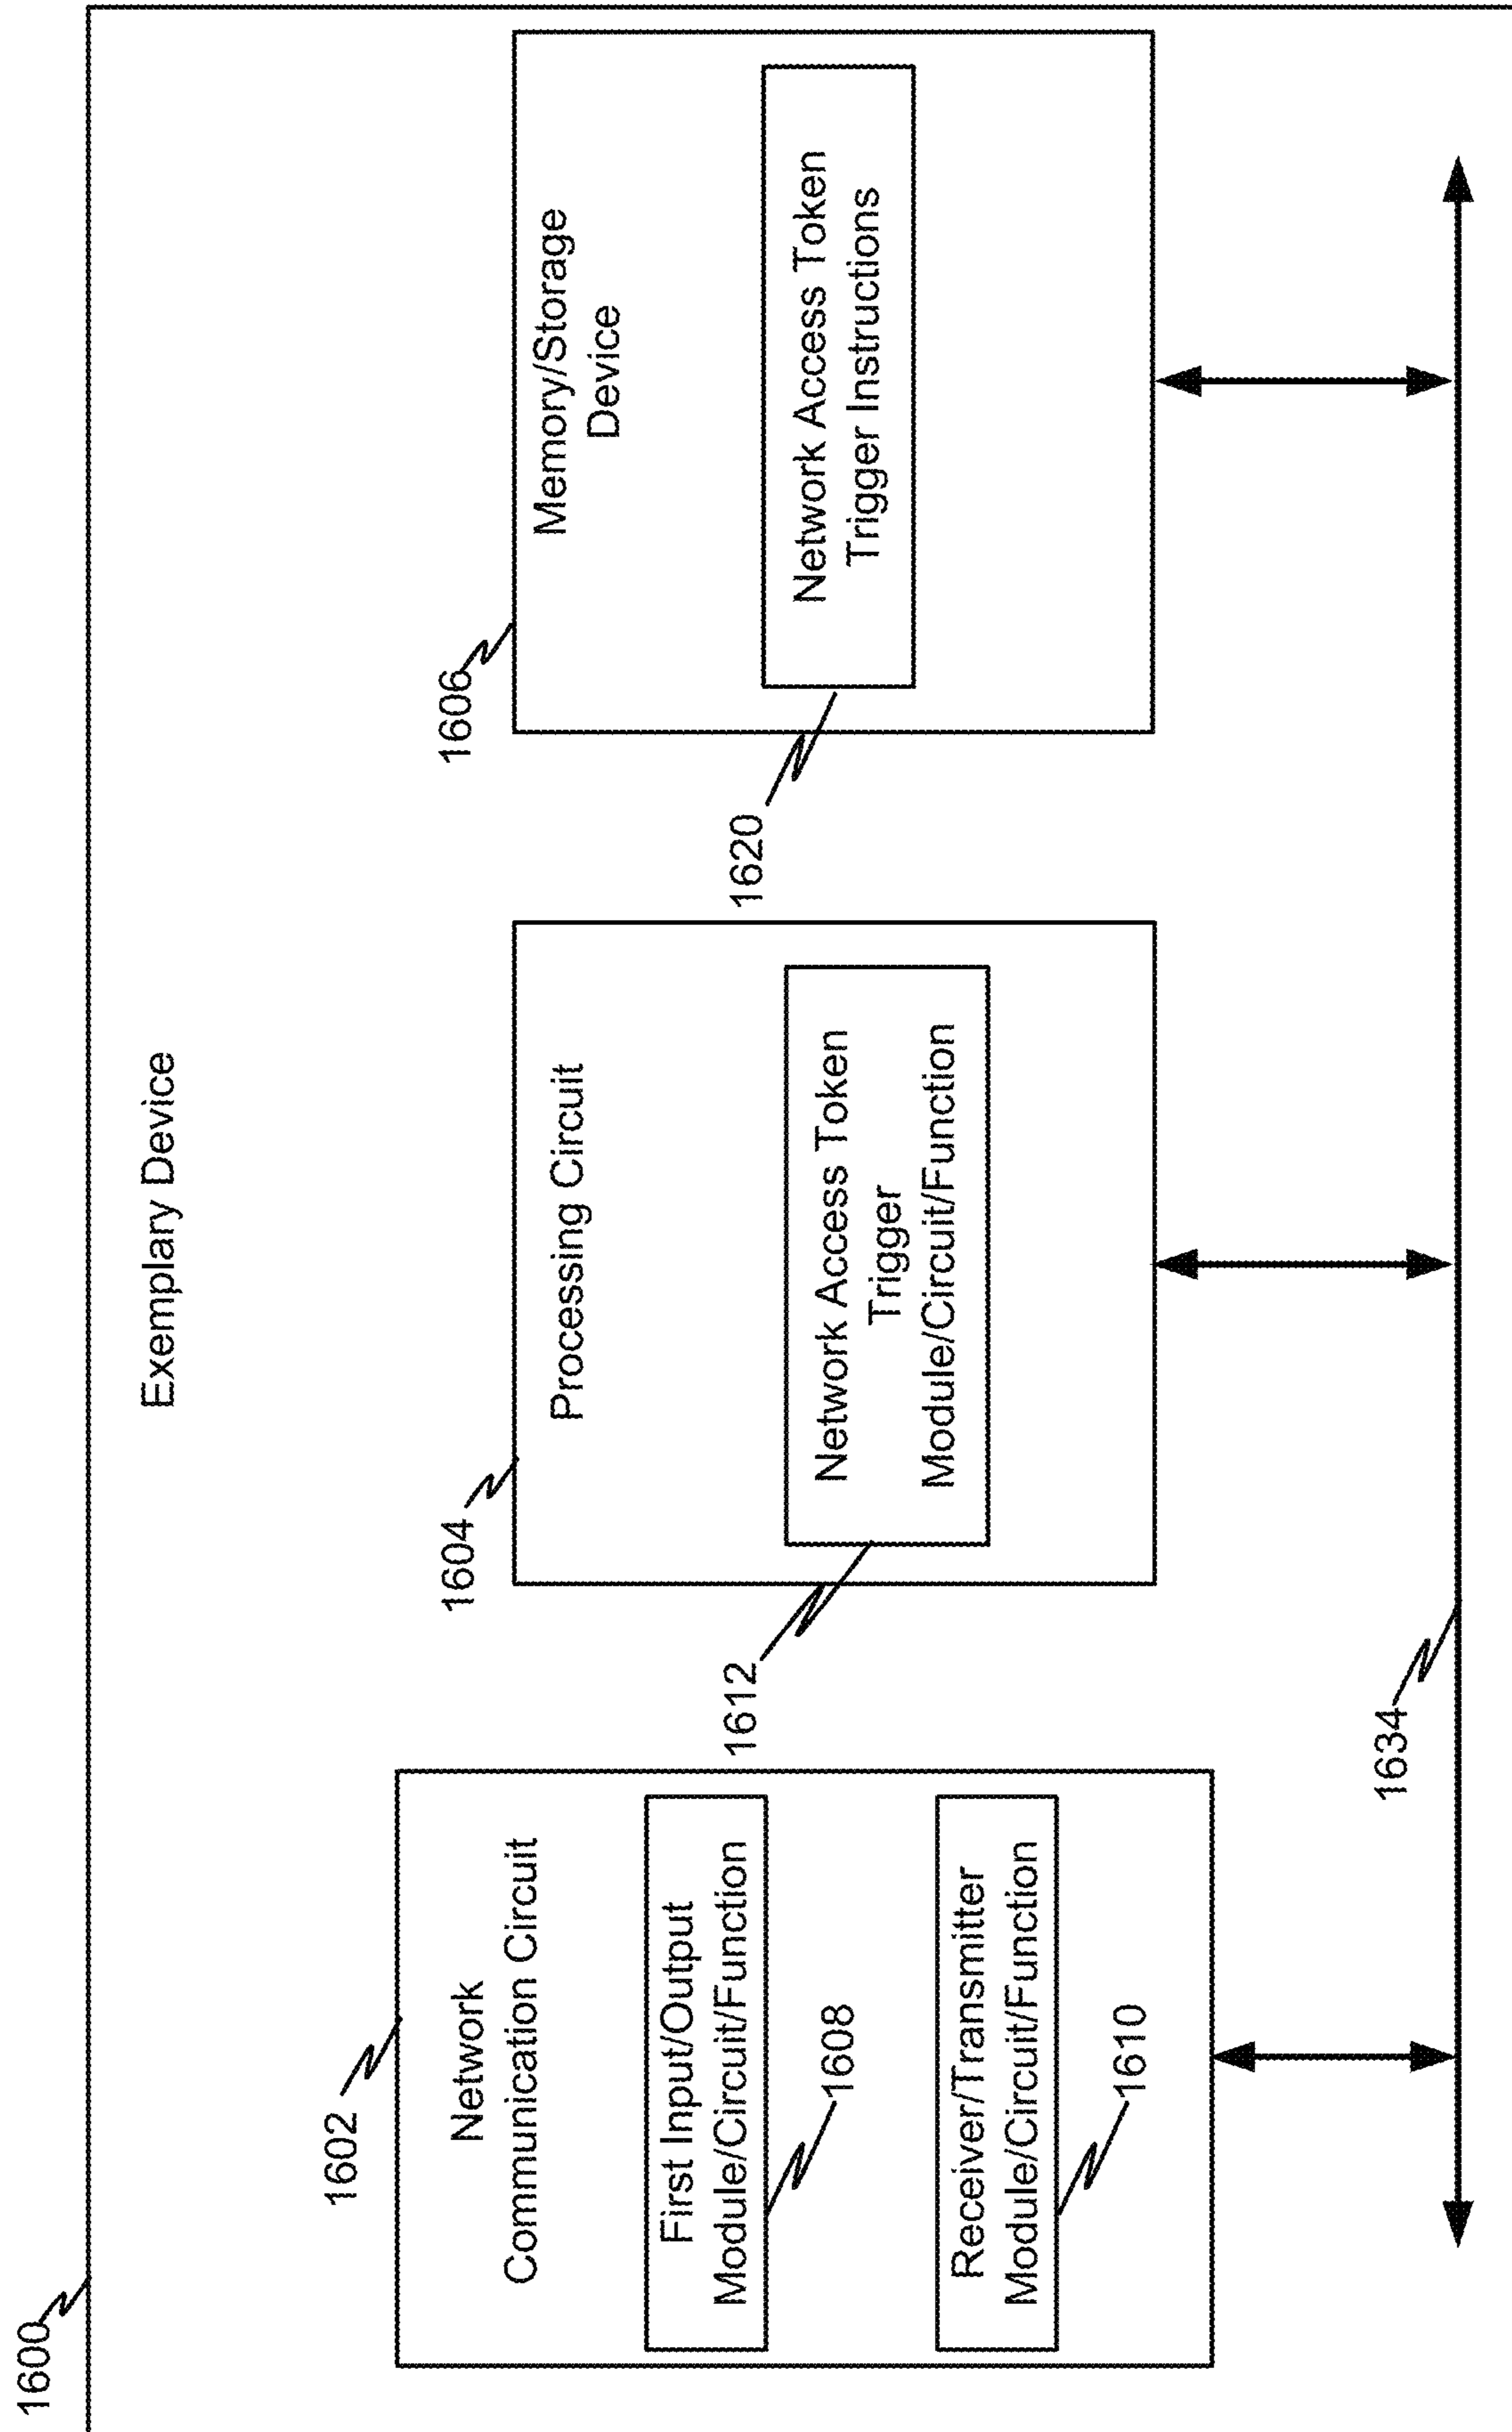 1600
Exemplary Device
1602
Network
Communication Circuit
First Input/Output
Module/Circuit/Function
1608
Receiver/Transmitter
Module/Circuit/Function
1610
1604
Processing Circuit
Network Access Token
Trigger
Module/Circuit/Function
1612
1606
Memory/Storage
Device
Network Access Token
Trigger Instructions
1620
1634